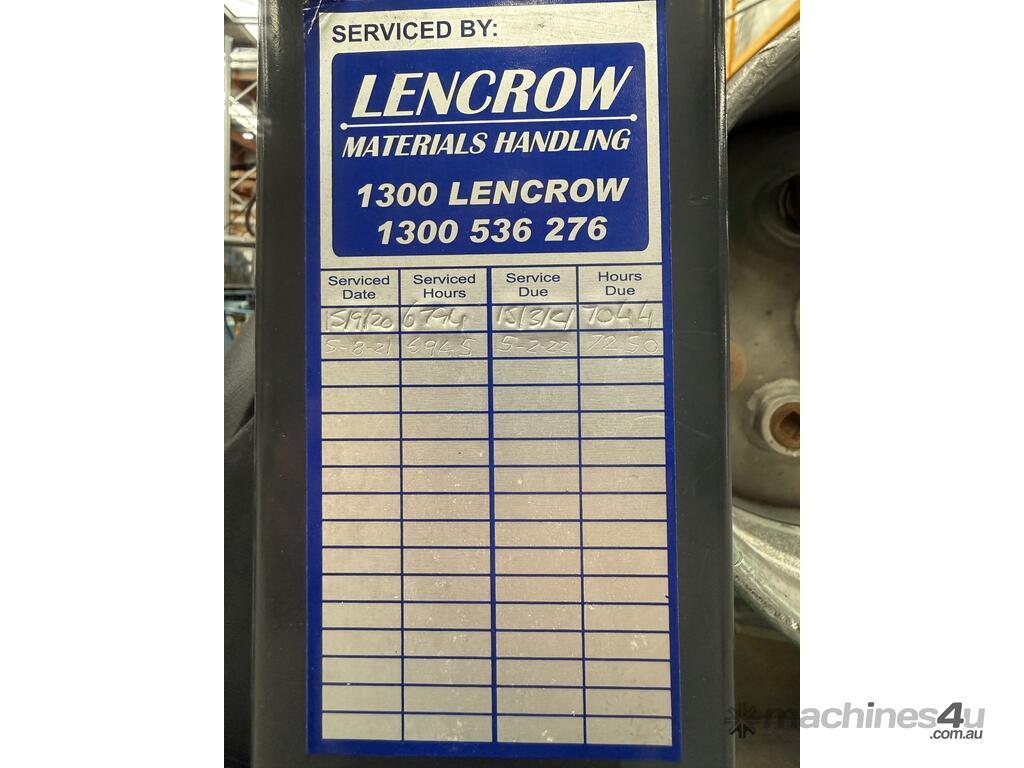 SERVICED BY:
LENCROW
MATERIALS HANDLING
1300 LENCROW
1300 536 276
Serviced Date Serviced Hours Service Due Hours Due
15/9/20 6794 15/3/21 7044
5-8-21 6945 5-2-22 7250
machines4u
.com.au